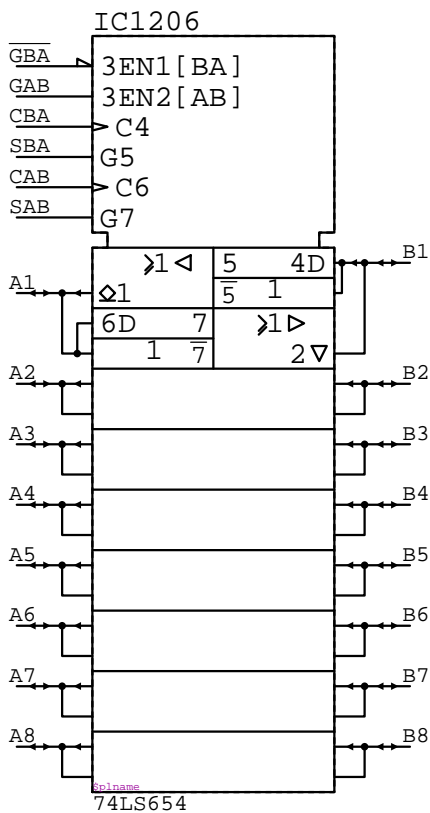 IC1206
G̅B̅A̅ 3EN1[BA]
GAB 3EN2[AB]
CBA C4
SBA G5
CAB C6
SAB G7
≥1 5 4D B1
A1 1 5̅ 1
6D 7 ≥1
1 7̅ 2
A2 B2
A3 B3
A4 B4
A5 B5
A6 B6
A7 B7
A8 B8
$plname
74LS654